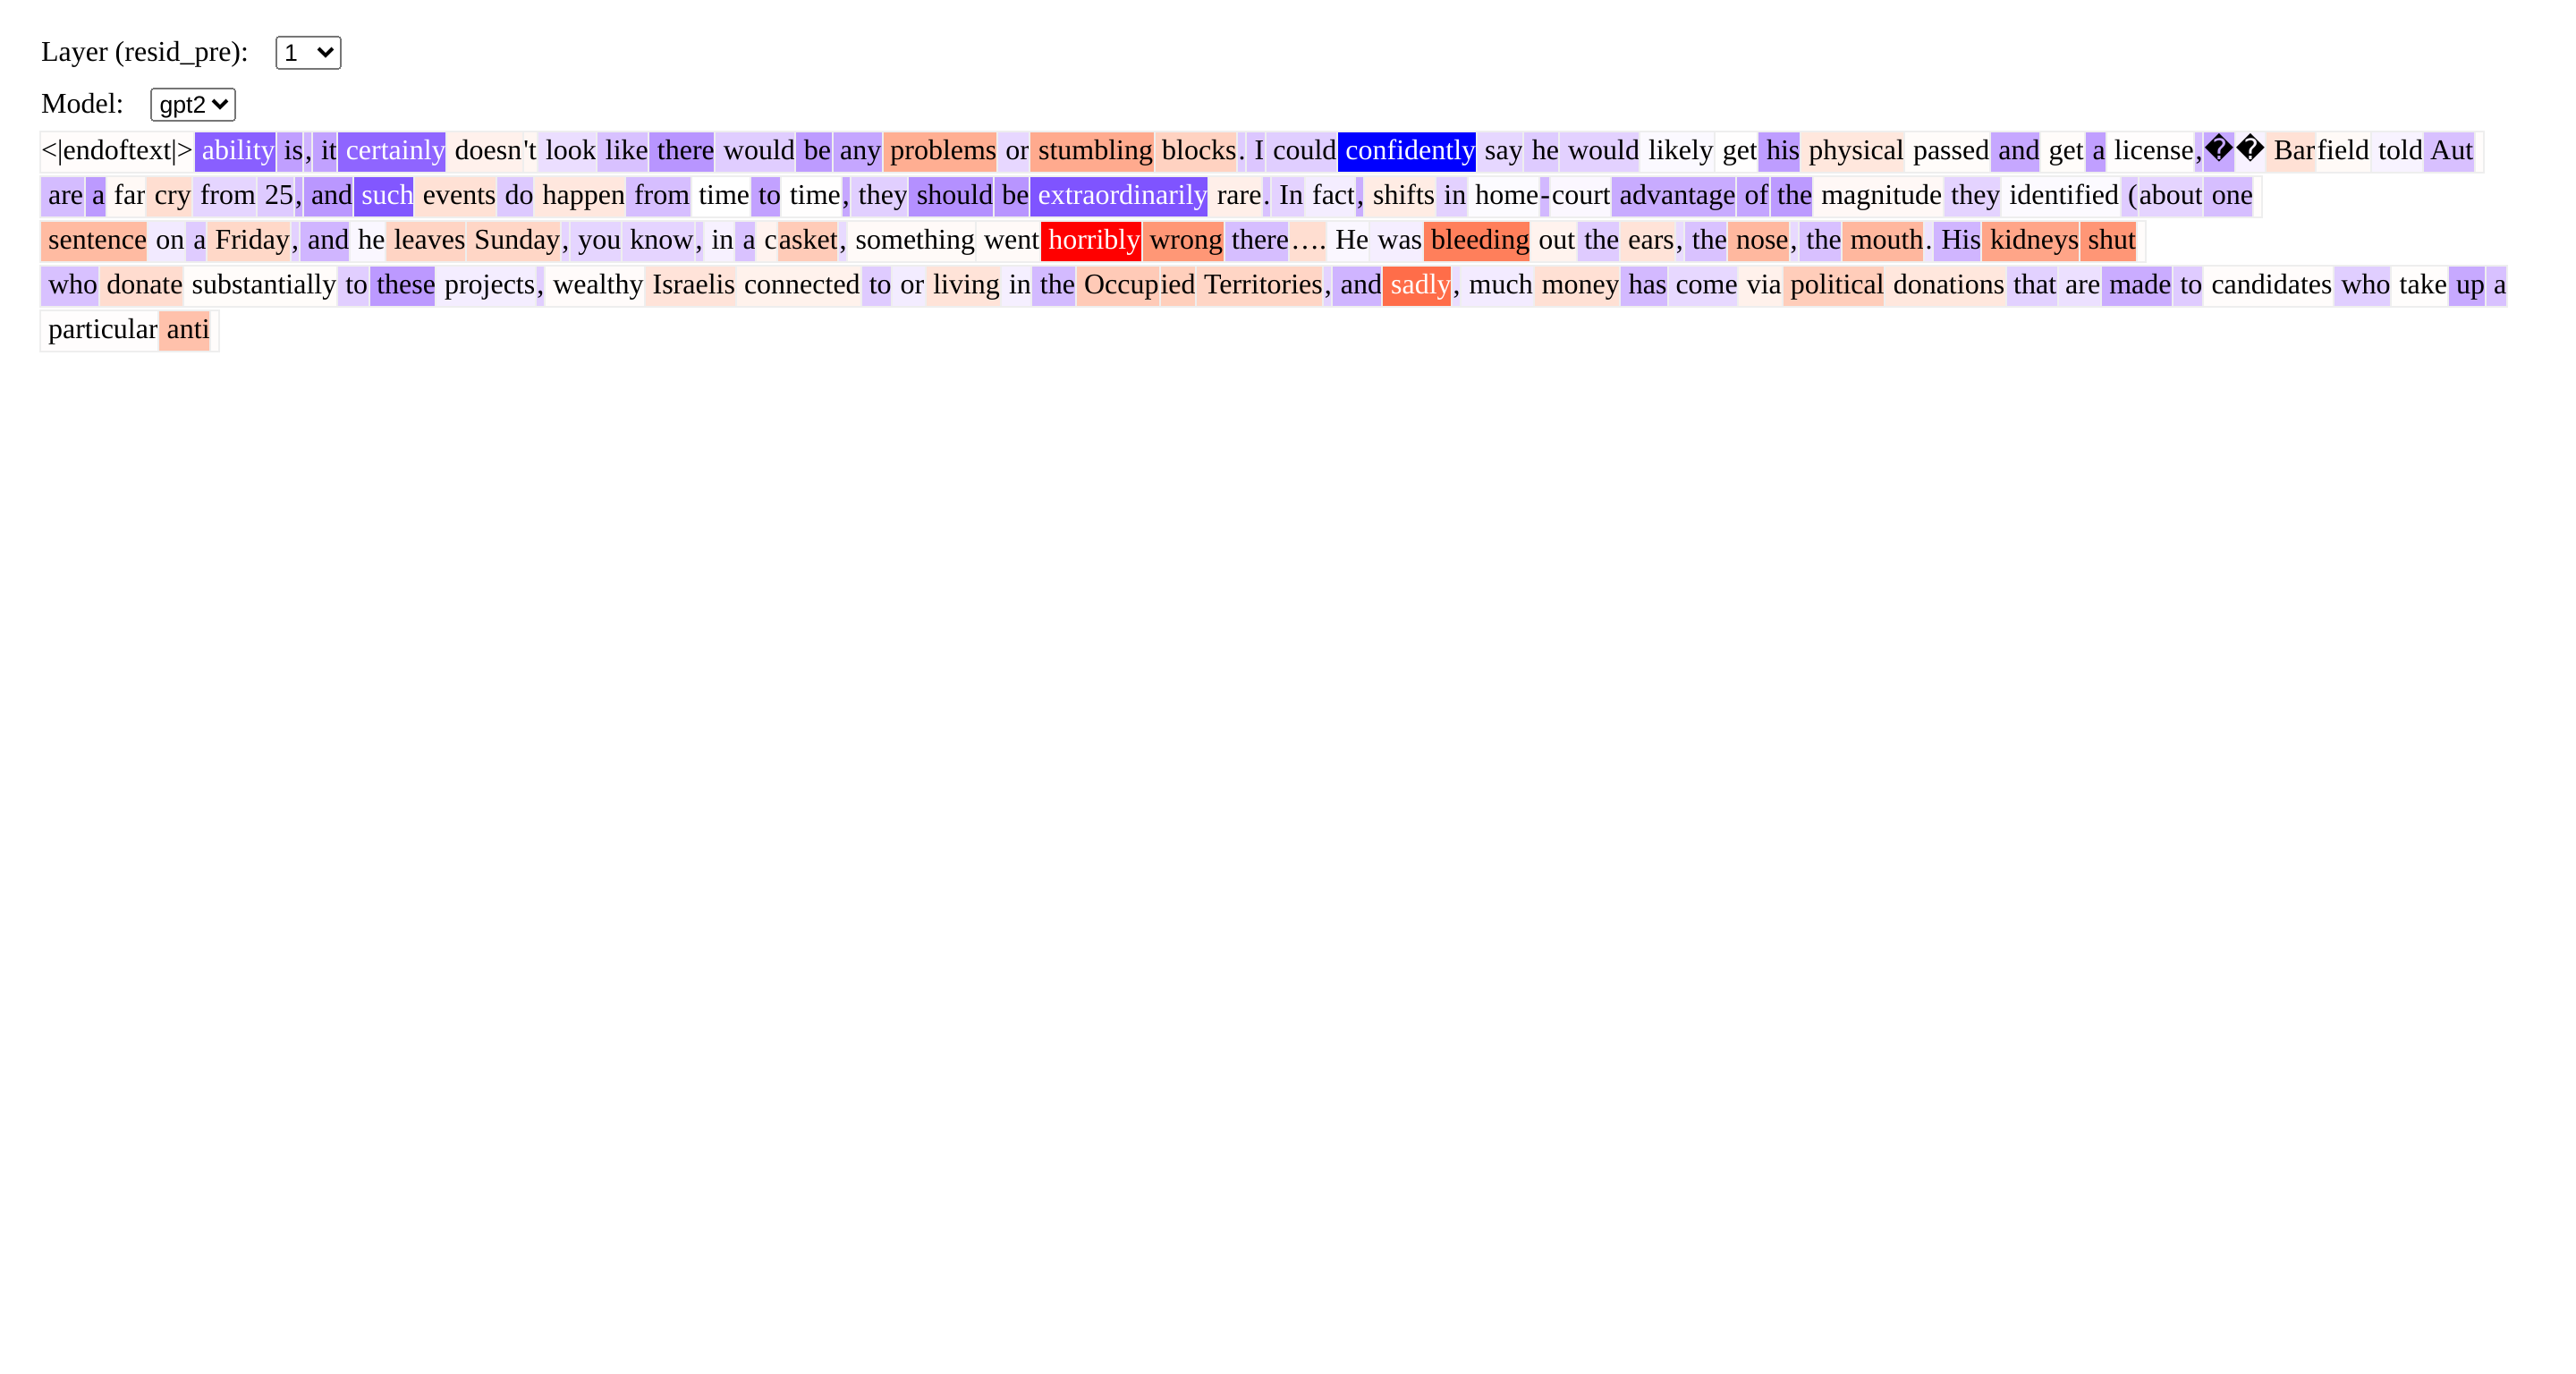 Layer (resid_pre): 1
Model: gpt2
<|endoftext|> ability is, it certainly doesn't look like there would be any problems or stumbling blocks. I could confidently say he would likely get his physical passed and get a license,�� Barfield told Aut
are a far cry from 25, and such events do happen from time to time, they should be extraordinarily rare. In fact, shifts in home-court advantage of the magnitude they identified (about one
sentence on a Friday, and he leaves Sunday, you know, in a casket, something went horribly wrong there…. He was bleeding out the ears, the nose, the mouth. His kidneys shut
who donate substantially to these projects, wealthy Israelis connected to or living in the Occupied Territories, and sadly, much money has come via political donations that are made to candidates who take up a
particular anti